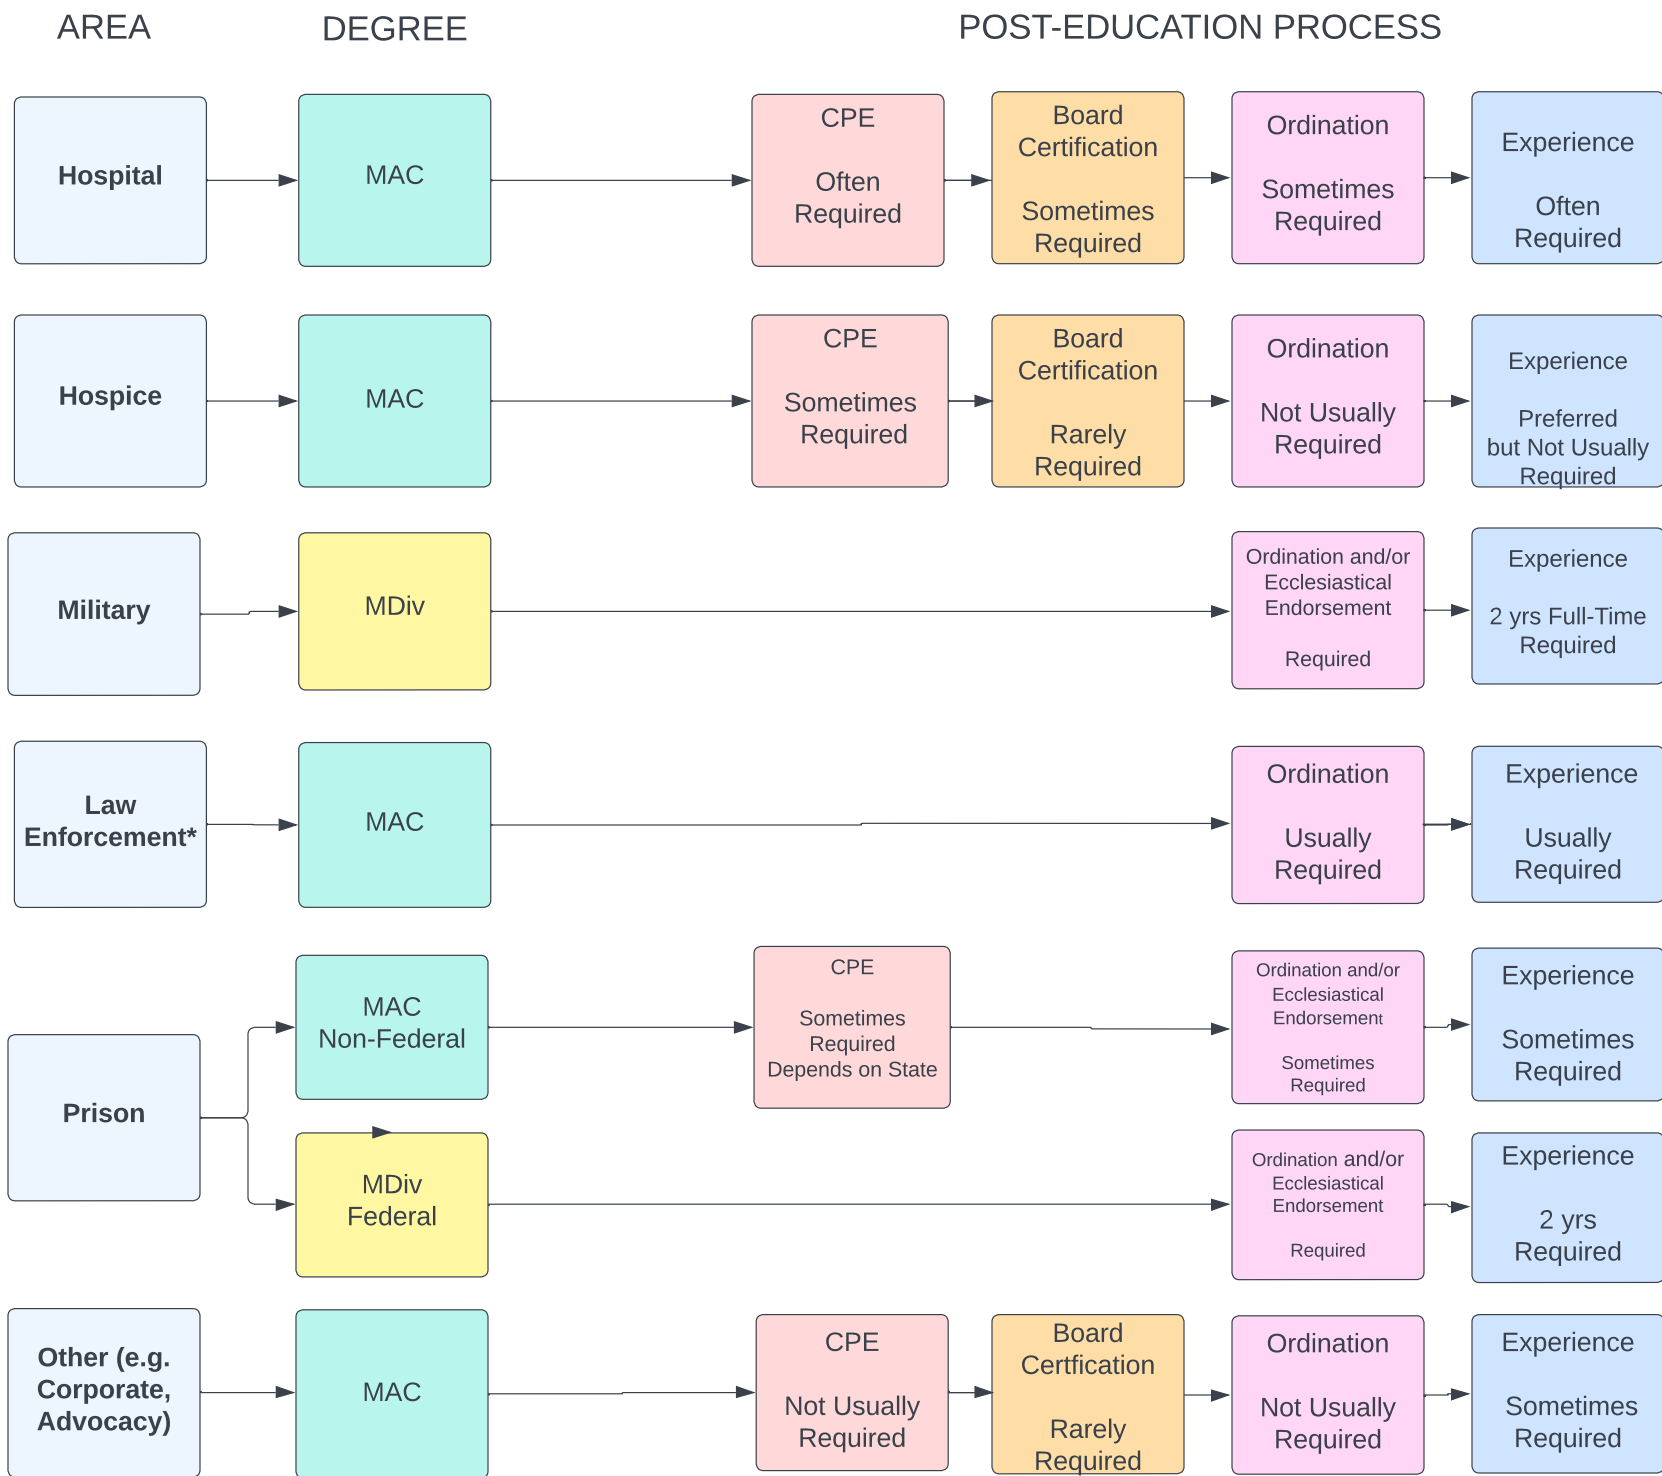 AREA
DEGREE
POST-EDUCATION PROCESS
Hospital
MAC
CPE
Often
Required
Board
Certification
Sometimes
Required
Ordination
Sometimes
Required
Experience
Often
Required
Hospice
MAC
CPE
Sometimes
Required
Board
Certification
Rarely
Required
Ordination
Not Usually
Required
Experience
Preferred
but Not Usually
Required
Military
MDiv
Ordination and/or
Ecclesiastical
Endorsement
Required
Experience
2 yrs Full-Time
Required
Law
Enforcement*
MAC
Ordination
Usually
Required
Experience
Usually
Required
Prison
MAC
Non-Federal
CPE
Sometimes
Required
Depends on State
Ordination and/or
Ecclesiastical
Endorsement
Sometimes
Required
Experience
Sometimes
Required
MDiv
Federal
Ordination and/or
Ecclesiastical
Endorsement
Required
Experience
2 yrs
Required
Other (e.g.
Corporate,
Advocacy)
MAC
CPE
Not Usually
Required
Board
Certfication
Rarely
Required
Ordination
Not Usually
Required
Experience
Sometimes
Required